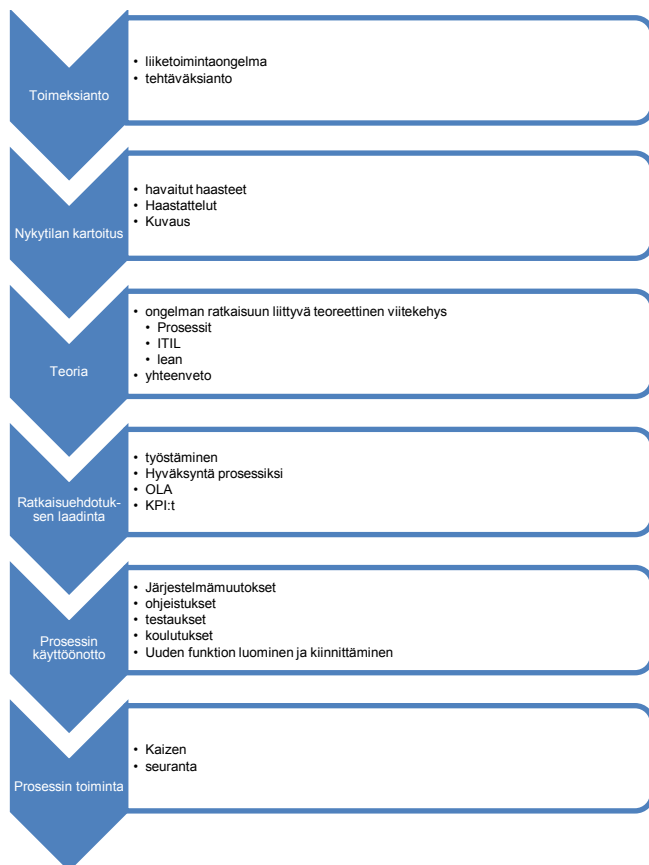 Toimeksianto
• liiketoimintaongelma
• tehtäväksianto
Nykytilan kartoitus
• havaitut haasteet
• Haastattelut
• Kuvaus
Teoria
• ongelman ratkaisuun liittyvä teoreettinen viitekehys
• Prosessit
• ITIL
• lean
• yhteenveto
Ratkaisuehdotuk-
sen laadinta
• työstäminen
• Hyväksyntä prosessiksi
• OLA
• KPI:t
Prosessin
käyttöönotto
• Järjestelmämuutokset
• ohjeistukset
• testaukset
• koulutukset
• Uuden funktion luominen ja kiinnittäminen
Prosessin toiminta
• Kaizen
• seuranta